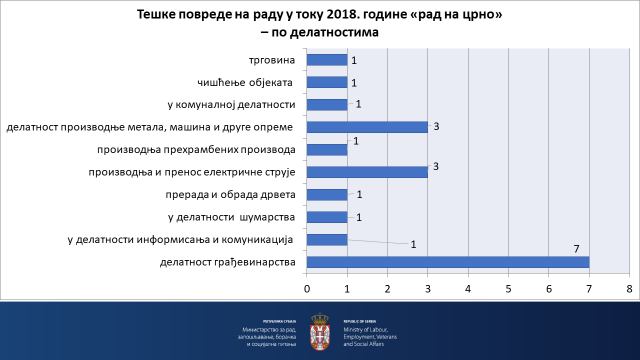 Тешке повреде на раду у току 2018. године «рад на црно»
– по делатностима
трговина 1
чишћење објеката 1
у комуналној делатности 1
делатност производње метала, машина и друге опреме 3
производња прехрамбених производа 1
производња и пренос електричне струје 3
прерада и обрада дрвета 1
у делатности шумарства 1
у делатности информисања и комуникација 1
делатност грађевинарства 7
0 1 2 3 4 5 6 7 8
РЕПУБЛИКА СРБИЈА
Министарство за рад,
запошљавање, борачка
и социјална питања
REPUBLIC OF SERBIA
Ministry of Labour,
Employment, Veterans
and Social Affairs